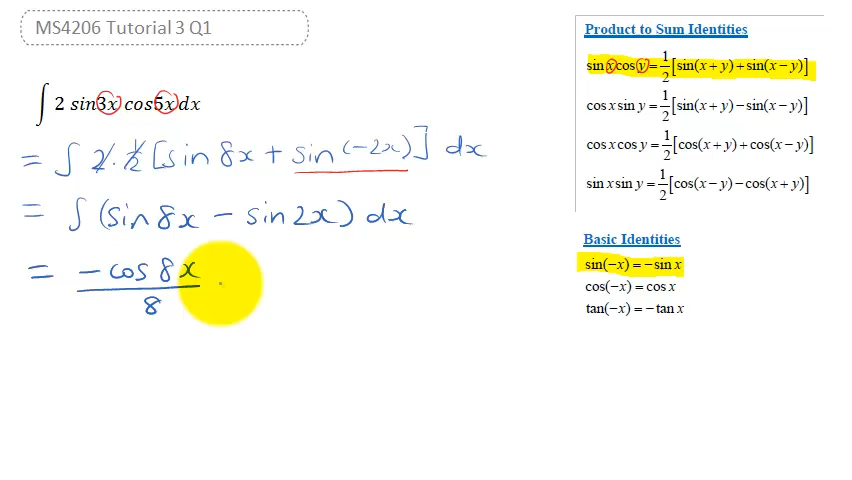 MS4206 Tutorial 3 Q1
∫ 2 sin3x cos5x dx
= ∫ 2 · 1/2 [sin 8x + sin(-2x)] dx
= ∫ (sin 8x - sin 2x) dx
= -cos 8x / 8
Product to Sum Identities
sin x cos y = 1/2 [sin(x + y) + sin(x - y)]
cos x sin y = 1/2 [sin(x + y) - sin(x - y)]
cos x cos y = 1/2 [cos(x + y) + cos(x - y)]
sin x sin y = 1/2 [cos(x - y) - cos(x + y)]
Basic Identities
sin(-x) = -sin x
cos(-x) = cos x
tan(-x) = -tan x